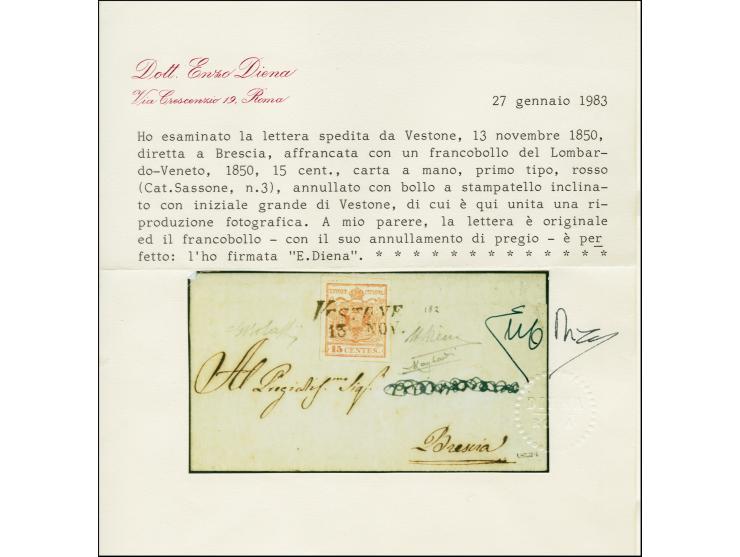 Dott. Enzo Diena
Via Crescenzio 19, Roma
27 gennaio 1983
Ho esaminato la lettera spedita da Vestone, 13 novembre 1850,
diretta a Brescia, affrancata con un francobollo del Lombar-
do-Veneto, 1850, 15 cent., carta a mano, primo tipo, rosso
(Cat.Sassone, n.3), annullato con bollo a stampatello inclina-
to con iniziale grande di Vestone, di cui è qui unita una ri-
produzione fotografica. A mio parere, la lettera è originale
ed il francobollo - con il suo annullamento di pregio - è per
fetto: l'ho firmata "E.Diena". * * * * * * * * * * * * *
VESTONE
13 NOV.
15 CENTES.
Al
Brescia